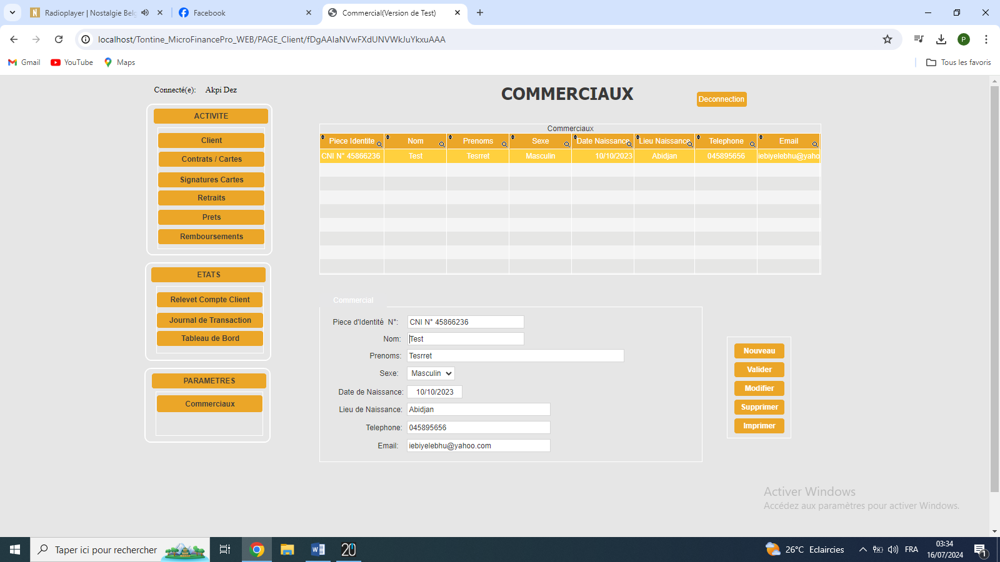 Radioplayer | Nostalgie Belg
Facebook
Commercial(Version de Test)
localhost/Tontine_MicroFinancePro_WEB/PAGE_Client/fDgAAIaNVwFXdUNVWkJuYkxuAAA
P
Gmail
YouTube
Maps
Tous les favoris
Connecté(e): Akpi Dez
COMMERCIAUX
Deconnection
ACTIVITE
Client
Contrats / Cartes
Signatures Cartes
Retraits
Prets
Remboursements
ETATS
Relevet Compte Client
Journal de Transaction
Tableau de Bord
PARAMETRES
Commerciaux
Commerciaux
Piece Identite Nom Prenoms Sexe Date Naissance Lieu Naissance Telephone Email
CNI N° 45866236 Test Tesrret Masculin 10/10/2023 Abidjan 045895656 iebiyelebhu@yaho
Commercial
Piece d'Identité N°: CNI N° 45866236
Nom: Test
Prenoms: Tesrret
Sexe: Masculin
Date de Naissance: 10/10/2023
Lieu de Naissance: Abidjan
Telephone: 045895656
Email: iebiyelebhu@yahoo.com
Nouveau
Valider
Modifier
Supprimer
Imprimer
Activer Windows
Accédez aux paramètres pour activer Windows.
Taper ici pour rechercher
20
26°C Eclaircies
FRA
03:34
16/07/2024
1